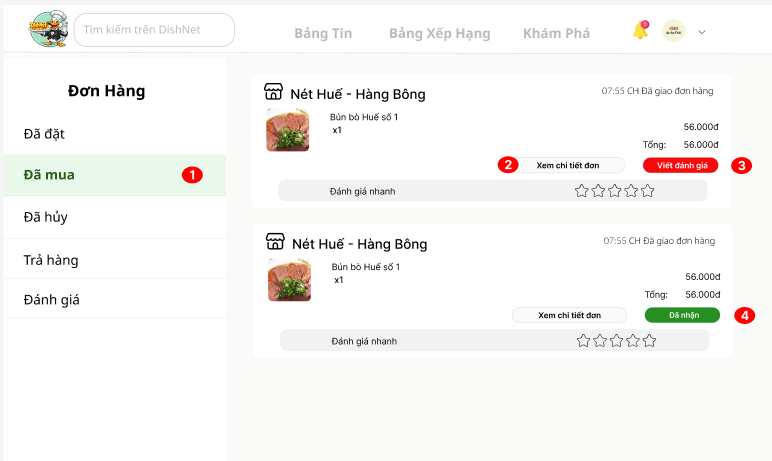 Tìm kiếm trên DishNet
Bảng Tin
Bảng Xếp Hạng
Khám Phá
Đơn Hàng
Đã đặt
Đã mua
1
Đã hủy
Trả hàng
Đánh giá
Nét Huế - Hàng Bông
07:55 CH Đã giao đơn hàng
Bún bò Huế số 1
x1
56.000đ
Tổng: 56.000đ
2
Xem chi tiết đơn
Viết đánh giá
3
Đánh giá nhanh
Nét Huế - Hàng Bông
07:55 CH Đã giao đơn hàng
Bún bò Huế số 1
x1
56.000đ
Tổng: 56.000đ
Xem chi tiết đơn
Đã nhận
4
Đánh giá nhanh